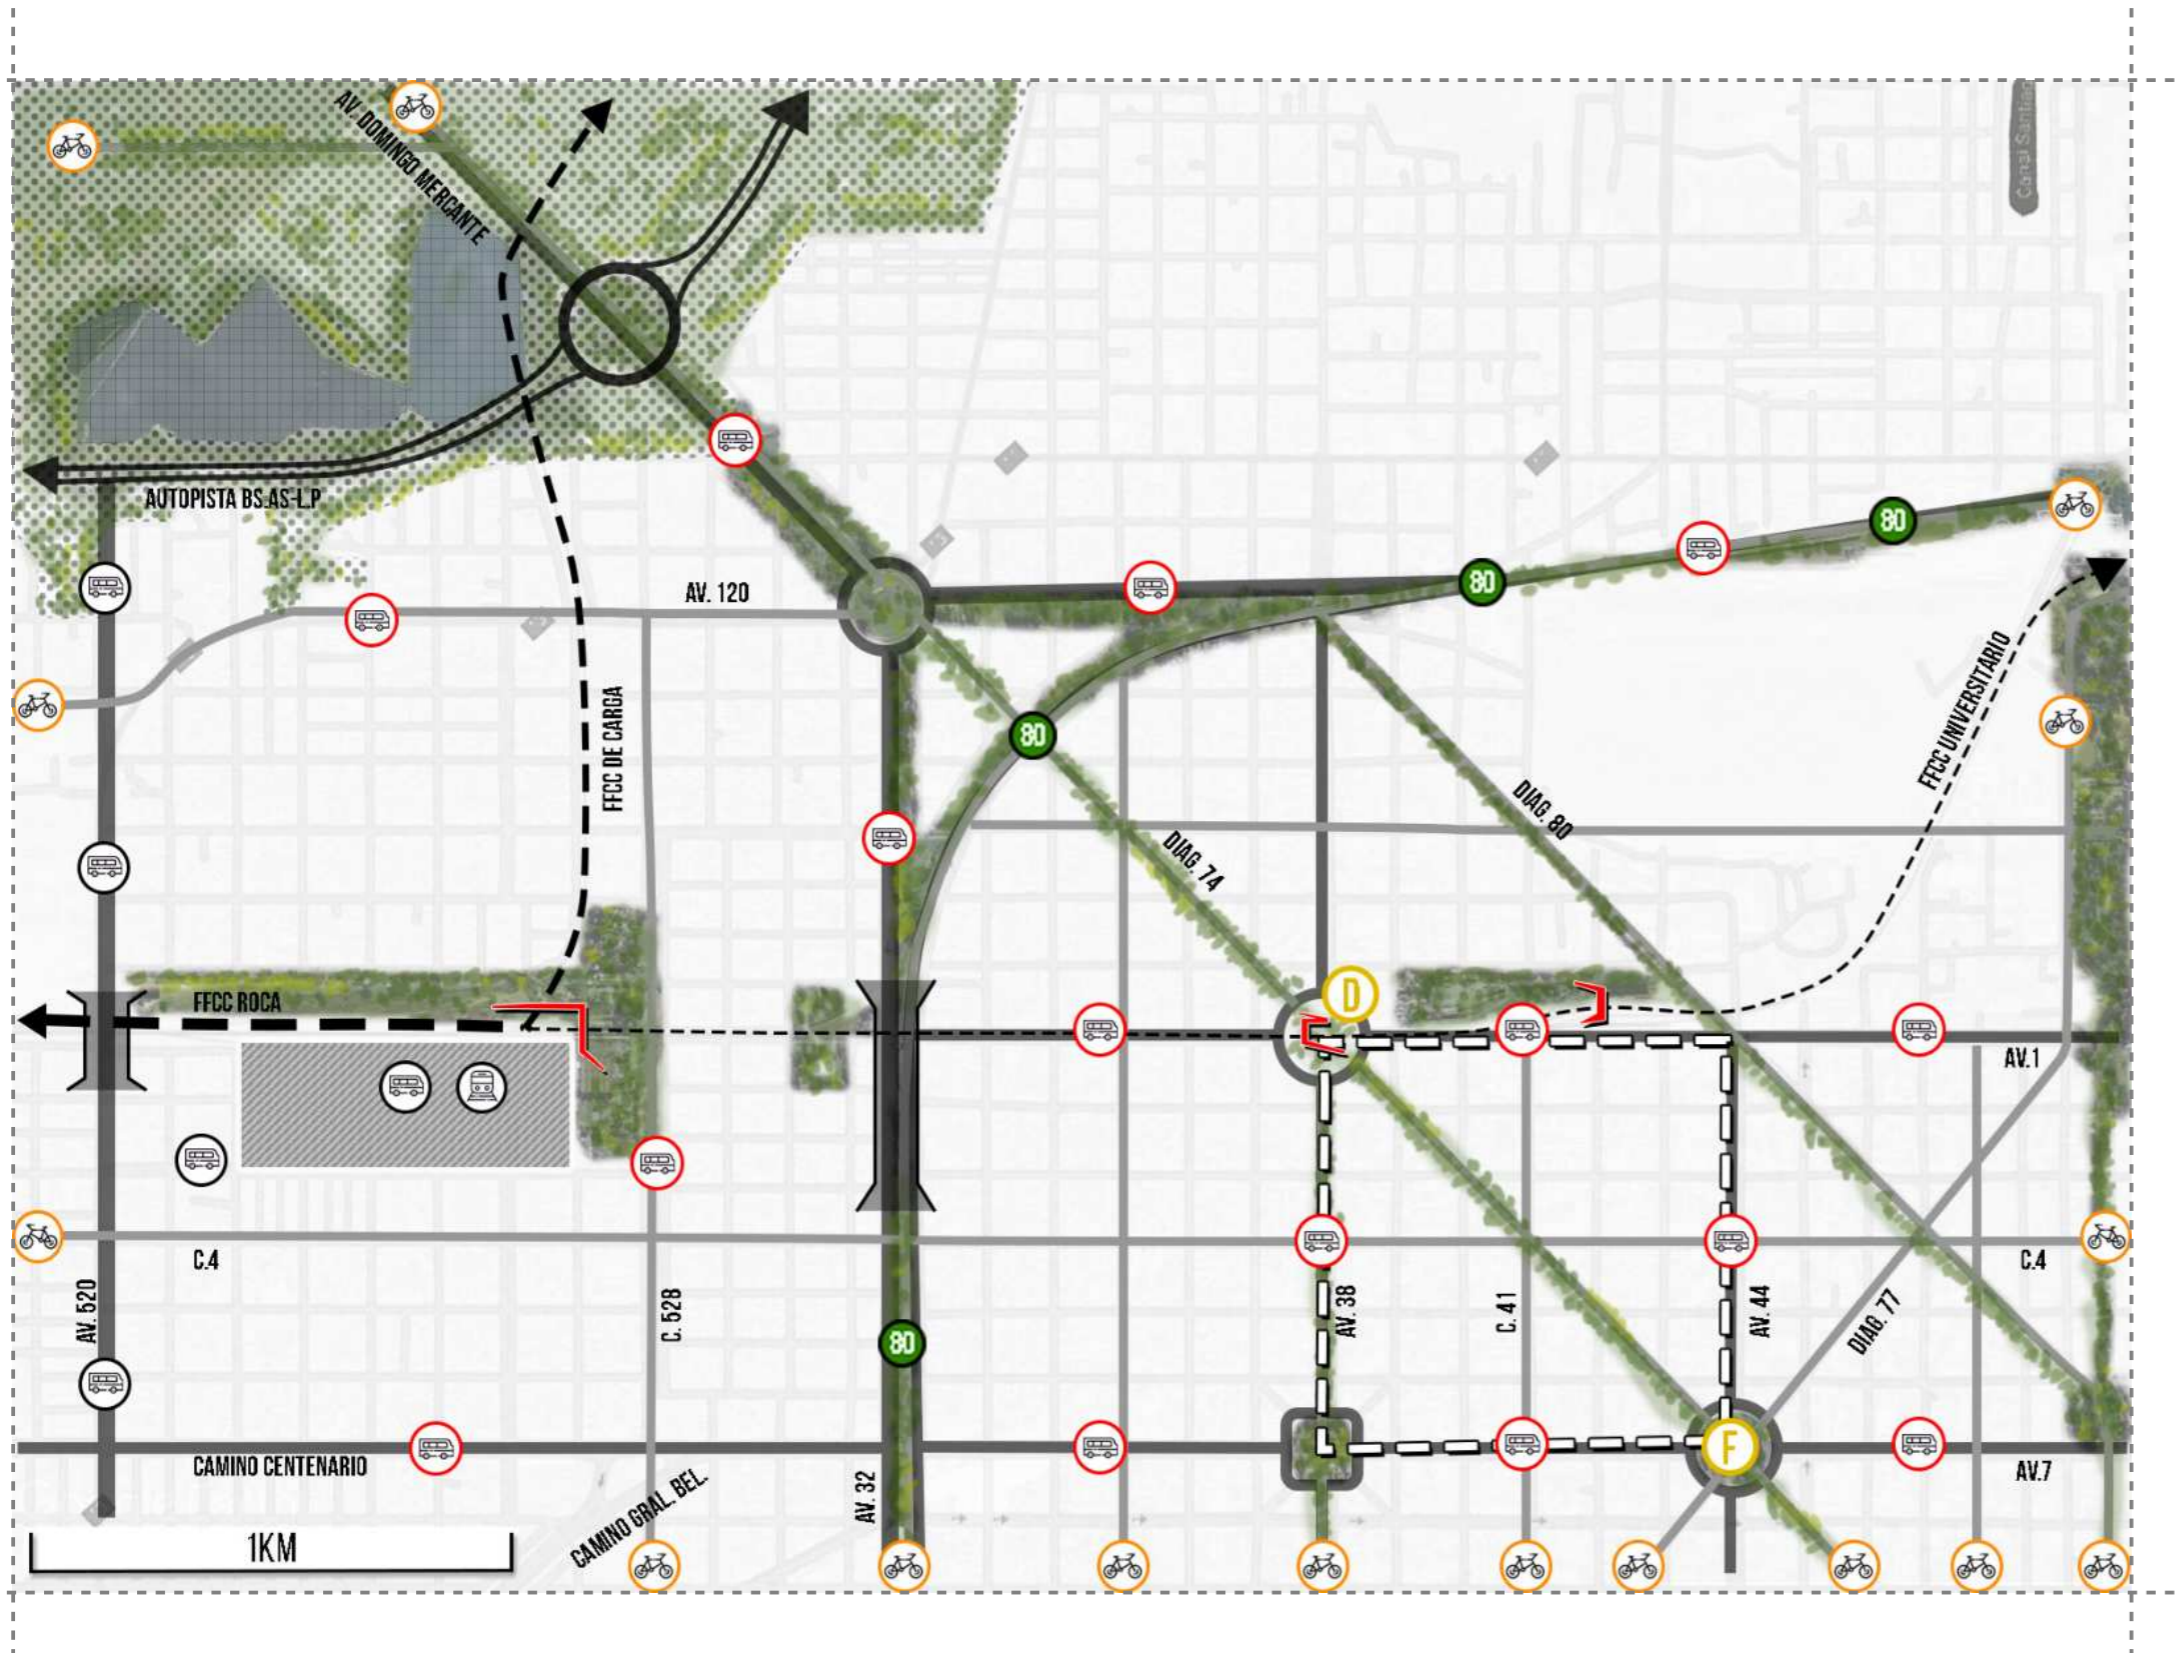 AV. DOMINGO MERCANTE
AUTOPISTA BS.AS-L.P
AV. 120
80
80
80
FFCC DE CARGA
FFCC UNIVERSITARIO
DIAG. 80
DIAG. 74
D
FFCC ROCA
AV.1
C.4
C.4
AV. 520
C. 528
80
AV. 38
C. 41
AV. 44
DIAG. 77
F
CAMINO CENTENARIO
AV.7
AV. 32
CAMINO GRAL. BEL.
1KM